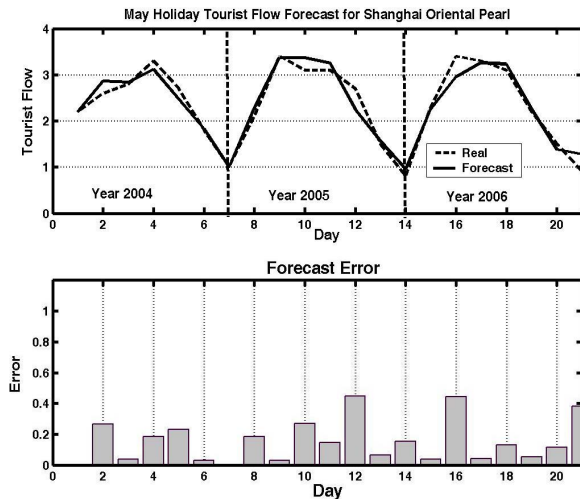 May Holiday Tourist Flow Forecast for Shanghai Oriental Pearl
4
3
2
1
0
Tourist Flow
Real
Forecast
Year 2004
Year 2005
Year 2006
0 2 4 6 8 10 12 14 16 18 20
Day
Forecast Error
1
0.8
0.6
0.4
0.2
0
Error
0 2 4 6 8 10 12 14 16 18 20
Day